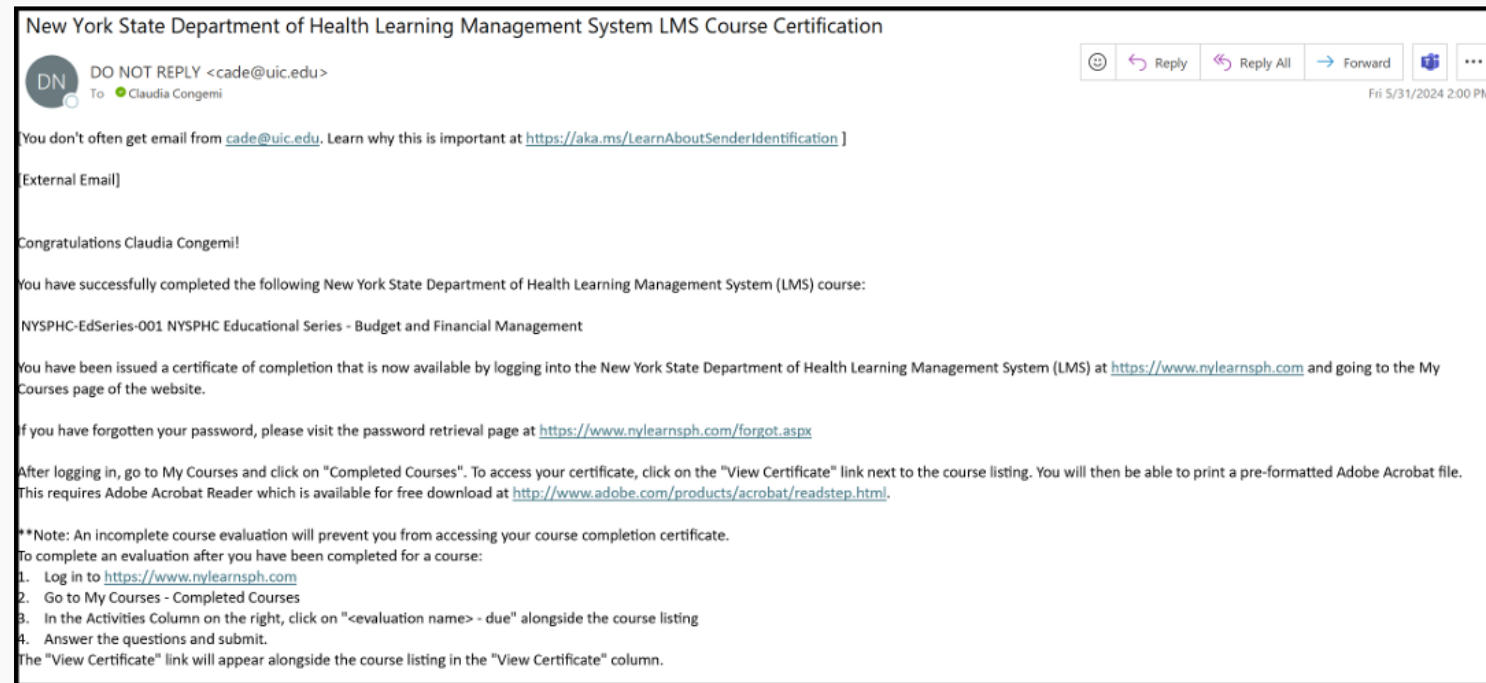 New York State Department of Health Learning Management System LMS Course Certification
DN
DO NOT REPLY <cade@uic.edu>
To Claudia Congemi
Reply
Reply All
Forward
Fri 5/31/2024 2:00 PM
[You don't often get email from cade@uic.edu. Learn why this is important at https://aka.ms/LearnAboutSenderIdentification ]
[External Email]
Congratulations Claudia Congemi!
You have successfully completed the following New York State Department of Health Learning Management System (LMS) course:
NYSPHC-EdSeries-001 NYSPHC Educational Series - Budget and Financial Management
You have been issued a certificate of completion that is now available by logging into the New York State Department of Health Learning Management System (LMS) at https://www.nylearnsph.com and going to the My
Courses page of the website.
If you have forgotten your password, please visit the password retrieval page at https://www.nylearnsph.com/forgot.aspx
After logging in, go to My Courses and click on "Completed Courses". To access your certificate, click on the "View Certificate" link next to the course listing. You will then be able to print a pre-formatted Adobe Acrobat file.
This requires Adobe Acrobat Reader which is available for free download at http://www.adobe.com/products/acrobat/readstep.html.
**Note: An incomplete course evaluation will prevent you from accessing your course completion certificate.
To complete an evaluation after you have been completed for a course:
1. Log in to https://www.nylearnsph.com
2. Go to My Courses - Completed Courses
3. In the Activities Column on the right, click on "<evaluation name> - due" alongside the course listing
4. Answer the questions and submit.
The "View Certificate" link will appear alongside the course listing in the "View Certificate" column.